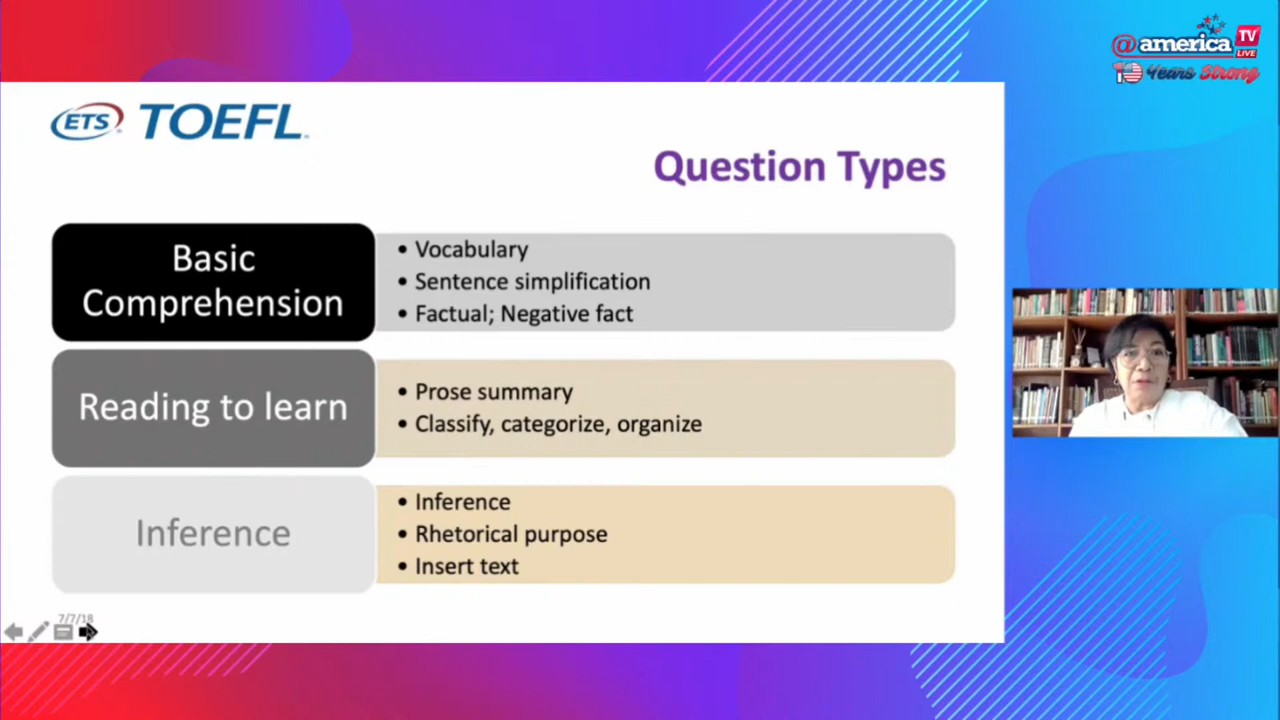 @america TV
LIVE
10 Years Strong
ETS TOEFL
Question Types
Basic
Comprehension
• Vocabulary
• Sentence simplification
• Factual; Negative fact
Reading to learn
• Prose summary
• Classify, categorize, organize
Inference
• Inference
• Rhetorical purpose
• Insert text
7/7/18